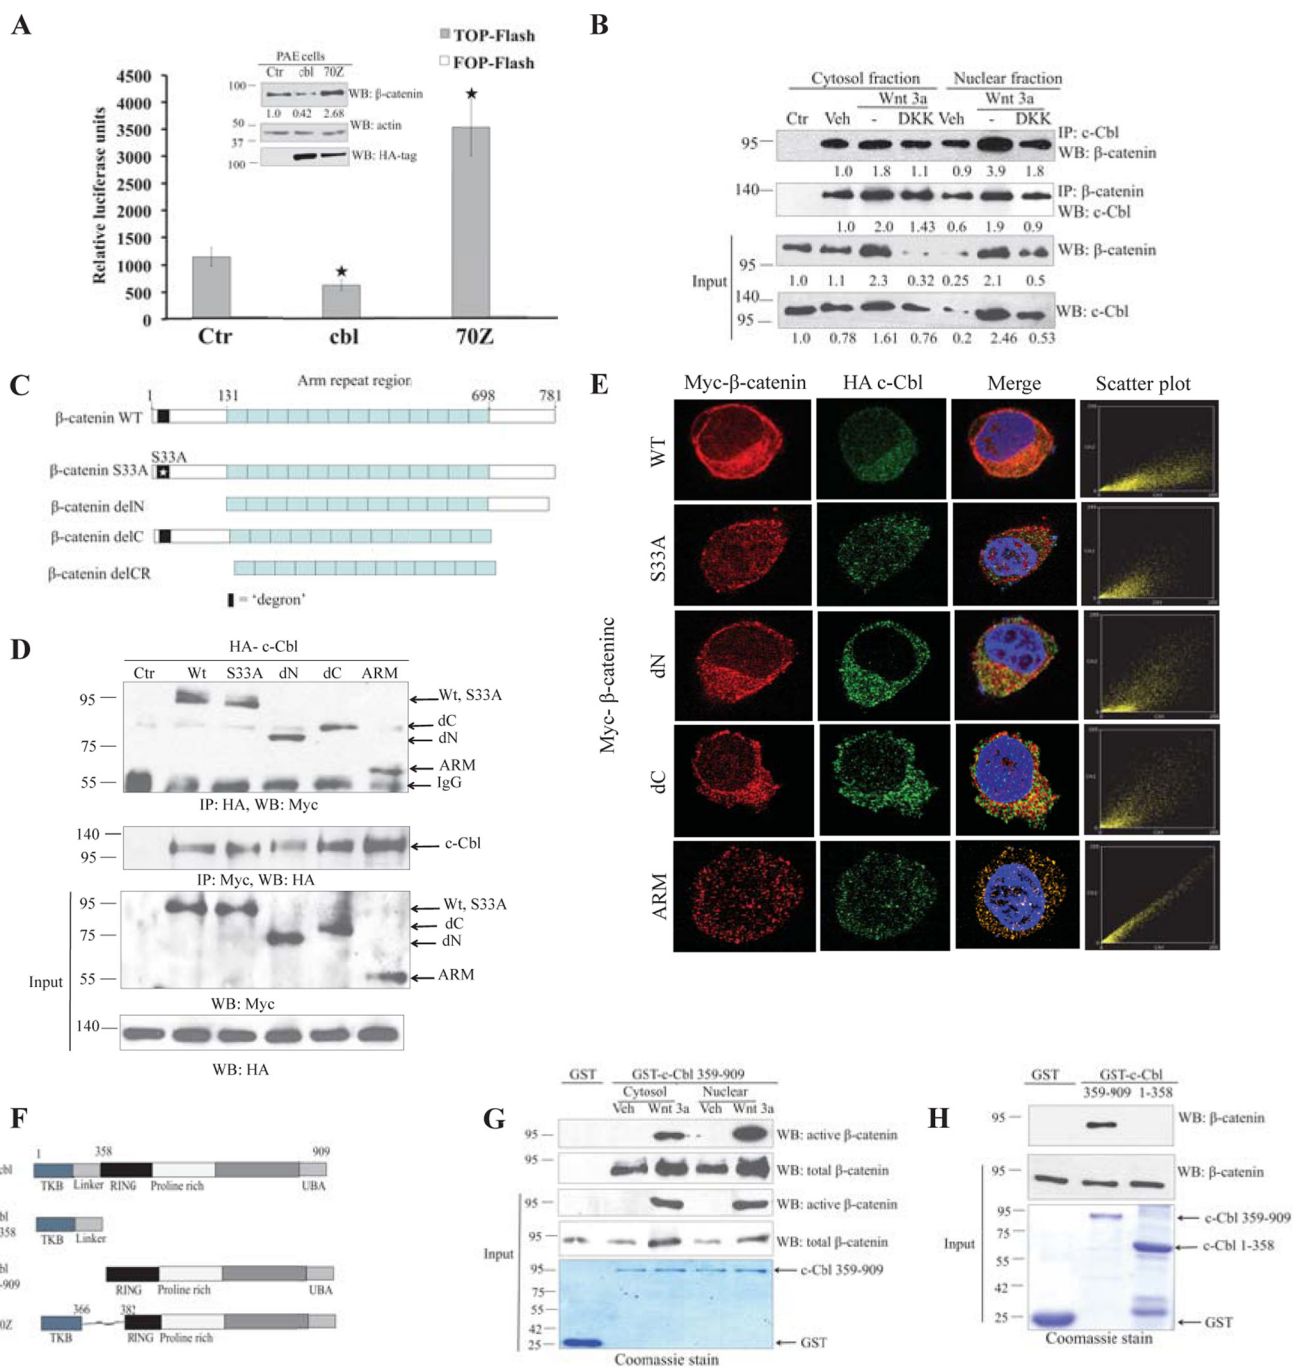 A
TOP-Flash
FOP-Flash
PAE cells
Ctr cbl 70Z
100
WB: β-catenin
1.0 0.42 2.68
50
WB: actin
37
100
WB: HA-tag
Relative luciferase units
4500
4000
3500
3000
2500
2000
1500
1000
500
0
Ctr cbl 70Z
B
Cytosol fraction Nuclear fraction
Wnt 3a Wnt 3a
Ctr Veh - DKK Veh - DKK
95
IP: c-Cbl
WB: β-catenin
1.0 1.8 1.1 0.9 3.9 1.8
140
IP: β-catenin
WB: c-Cbl
1.0 2.0 1.43 0.6 1.9 0.9
Input
95
WB: β-catenin
1.0 1.1 2.3 0.32 0.25 2.1 0.5
140
95
WB: c-Cbl
1.0 0.78 1.61 0.76 0.2 2.46 0.53
C
Arm repeat region
1 131 698 781
β-catenin WT
S33A
β-catenin S33A
β-catenin delN
β-catenin delC
β-catenin delCR
= 'degron'
D
HA- c-Cbl
Ctr Wt S33A dN dC ARM
95
75
55
Wt, S33A
dC
dN
ARM
IgG
IP: HA, WB: Myc
140
95
c-Cbl
IP: Myc, WB: HA
Input
95
75
55
Wt, S33A
dC
dN
ARM
WB: Myc
140
WB: HA
E
Myc-β-catenin HA c-Cbl Merge Scatter plot
Myc- β-cateninc
WT
S33A
dN
dC
ARM
F
1 358 909
cbl
TKB Linker RING Proline rich UBA
bl
358
TKB Linker
bl
-909
RING Proline rich UBA
366 382
0Z
TKB RING Proline rich
G
GST GST-c-Cbl 359-909
Cytosol Nuclear
Veh Wnt 3a Veh Wnt 3a
95
WB: active β-catenin
95
WB: total β-catenin
Input
95
WB: active β-catenin
95
WB: total β-catenin
95
75
55
42
25
c-Cbl 359-909
GST
Coomassie stain
H
GST GST-c-Cbl
359-909 1-358
95
WB: β-catenin
Input
95
WB: β-catenin
95
75
55
42
35
25
c-Cbl 359-909
c-Cbl 1-358
GST
Coomassie stain